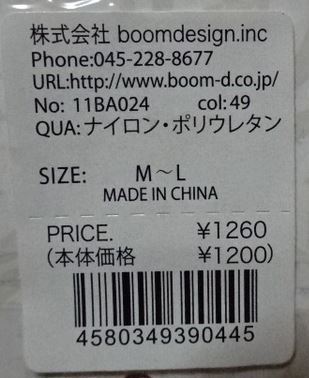 株式会社 boomdesign.inc
Phone:045-228-8677
URL:http://www.boom-d.co.jp/
No: 11BA024 col:49
QUA:ナイロン・ポリウレタン
SIZE: M～L
MADE IN CHINA
PRICE. ¥1260
(本体価格 ¥1200)
4580349390445